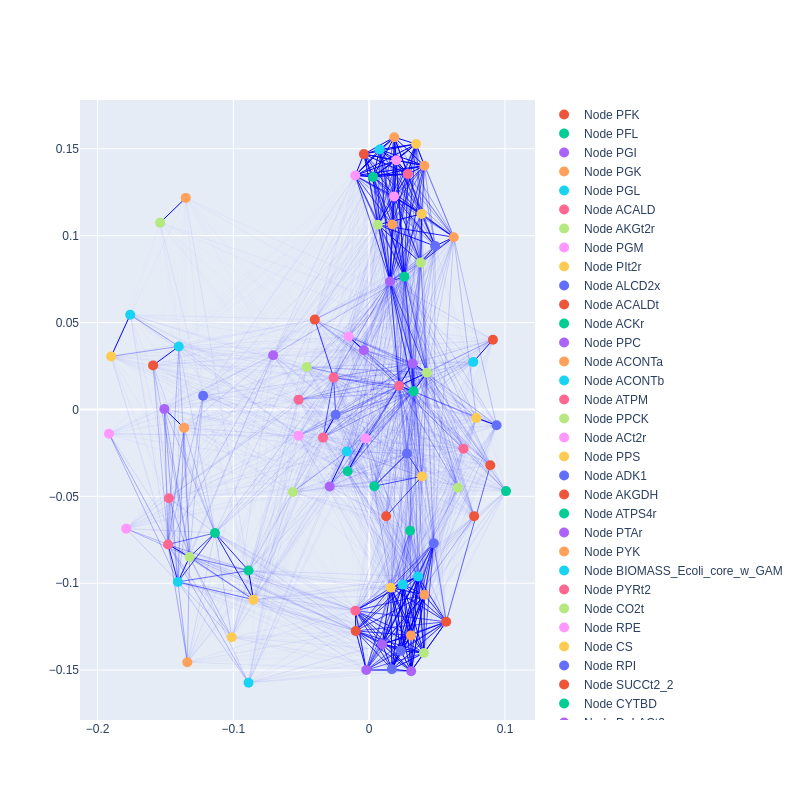 0.15
0.1
0.05
0
−0.05
−0.1
−0.15
−0.2
−0.1
0
0.1
Node PFK
Node PFL
Node PGI
Node PGK
Node PGL
Node ACALD
Node AKGt2r
Node PGM
Node PIt2r
Node ALCD2x
Node ACALDt
Node ACKr
Node PPC
Node ACONTa
Node ACONTb
Node ATPM
Node PPCK
Node ACt2r
Node PPS
Node ADK1
Node AKGDH
Node ATPS4r
Node PTAr
Node PYK
Node BIOMASS_Ecoli_core_w_GAM
Node PYRt2
Node CO2t
Node RPE
Node CS
Node RPI
Node SUCCt2_2
Node CYTBD